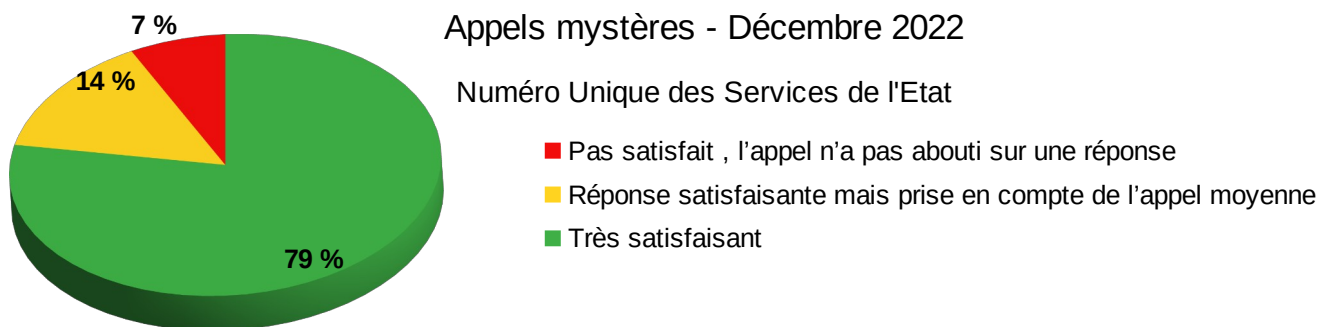 Appels mystères - Décembre 2022
Numéro Unique des Services de l'Etat
7 %
14 %
79 %
Pas satisfait , l’appel n’a pas abouti sur une réponse
Réponse satisfaisante mais prise en compte de l’appel moyenne
Très satisfaisant